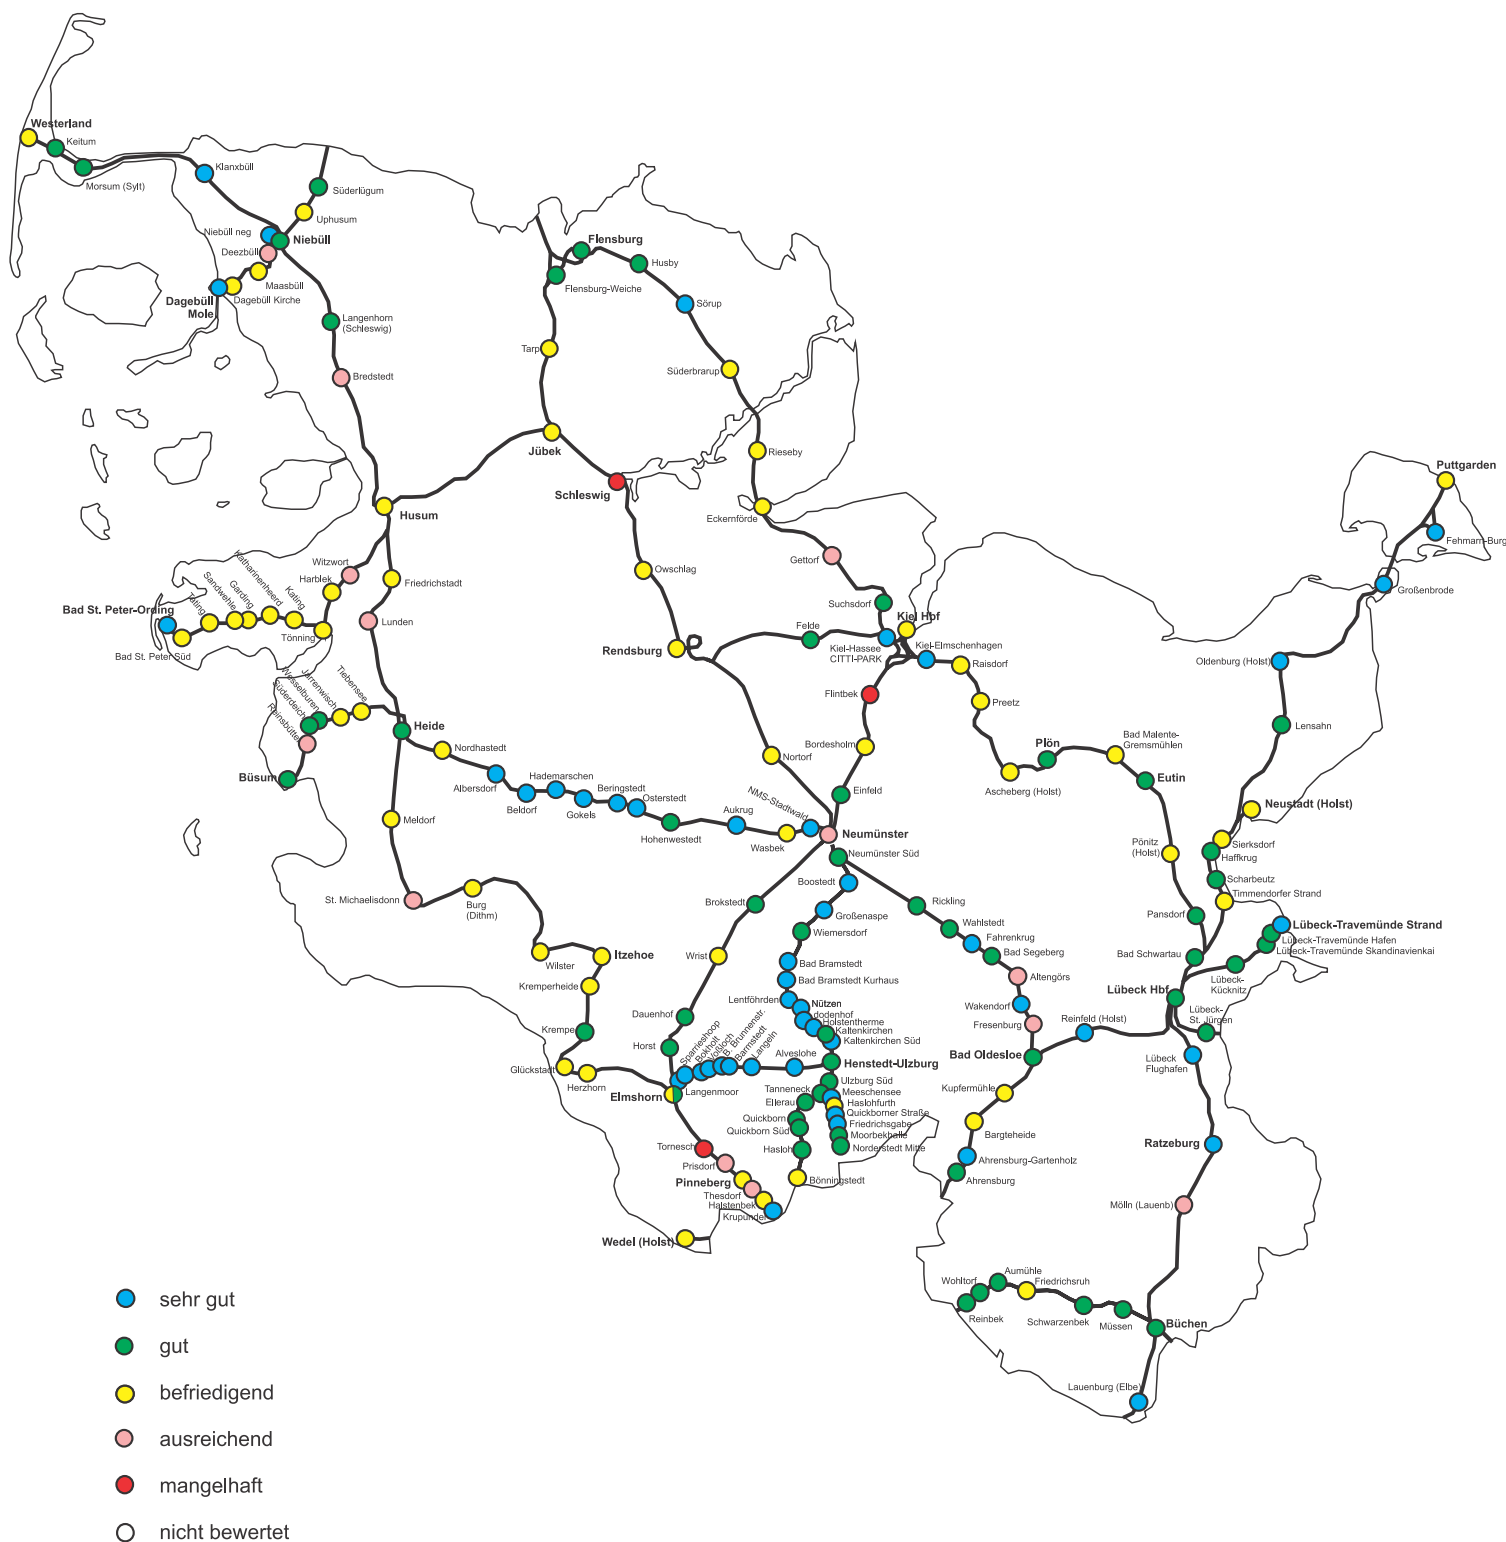 Westerland
Keitum
Morsum (Sylt)
Klanxbüll
Süderlügum
Uphusum
Niebüll neg
Niebüll
Deezbüll
Maasbüll
Dagebüll Kirche
Dagebüll
Mole
Langenhorn
(Schleswig)
Bredstedt
Flensburg
Husby
Flensburg-Weiche
Sörup
Tarp
Süderbrarup
Jübek
Rieseby
Schleswig
Husum
Eckernförde
Gettorf
Owschlag
Puttgarden
Fehmarn-Burg
Großenbrode
Witzwort
Harblek
Friedrichstadt
Katharinenheerd
Sandwehle
Garding
Kating
Tating
Bad St. Peter-Ording
Bad St. Peter Süd
Tönning
Lunden
Suchsdorf
Felde
Kiel Hbf
Kiel-Hassee
CITTI-PARK
Kiel-Elmschenhagen
Raisdorf
Rendsburg
Oldenburg (Holst)
Flintbek
Preetz
Tiebensee
Jarrenwisch
Wesselburen
Süderdeich
Reinsbüttel
Büsum
Heide
Nordhastedt
Bordesholm
Nortorf
Plön
Bad Malente-
Gremsmühlen
Lensahn
Ascheberg (Holst)
Eutin
Albersdorf
Beldorf
Hademarschen
Gokels
Beringstedt
Osterstedt
Hohenwestedt
Aukrug
Wasbek
NMS-Stadtwald
Einfeld
Neumünster
Neumünster Süd
Neustadt (Holst)
Sierksdorf
Haffkrug
Scharbeutz
Timmendorfer Strand
Pönitz
(Holst)
Meldorf
Boostedt
St. Michaelisdonn
Burg
(Dithm)
Brokstedt
Großenaspe
Wiemersdorf
Rickling
Wahlstedt
Fahrenkrug
Bad Segeberg
Altengörs
Pansdorf
Lübeck-Travemünde Strand
Lübeck-Travemünde Hafen
Lübeck-Travemünde Skandinavienkai
Bad Schwartau
Lübeck-
Kücknitz
Wilster
Itzehoe
Wrist
Bad Bramstedt
Bad Bramstedt Kurhaus
Kremperheide
Lentföhrden
Nützen
dodenhof
Holstentherme
Kaltenkirchen
Kaltenkirchen Süd
Wakendorf
Fresenburg
Reinfeld (Holst)
Lübeck Hbf
Lübeck-
St. Jürgen
Krempe
Dauenhof
Horst
Sparrieshoop
Bokholt
Voßloch
B. Brunnenstr.
Barmstedt
Langeln
Alveslohe
Henstedt-Ulzburg
Bad Oldesloe
Lübeck
Flughafen
Glückstadt
Herzhorn
Elmshorn
Langenmoor
Ulzburg Süd
Tanneneck
Meeschensee
Ellerau
Haslohfurth
Quickborner Straße
Quickborn
Friedrichsgabe
Quickborn Süd
Moorbekhalle
Hasloh
Norderstedt Mitte
Kupfermühle
Bargteheide
Tornesch
Prisdorf
Pinneberg
Thesdorf
Halstenbek
Krupunder
Bönningstedt
Ahrensburg-Gartenholz
Ahrensburg
Ratzeburg
Mölln (Lauenb)
Wedel (Holst)
Aumühle
Wohltorf
Friedrichsruh
Reinbek
Schwarzenbek
Müssen
Büchen
Lauenburg (Elbe)
sehr gut
gut
befriedigend
ausreichend
mangelhaft
nicht bewertet